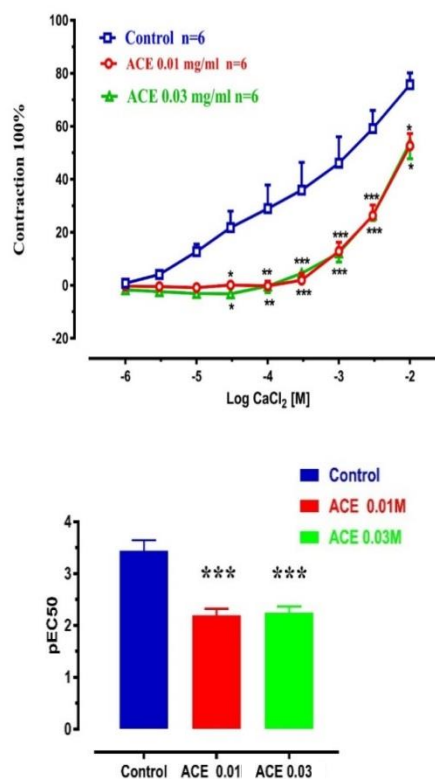 Control n=6
ACE 0.01 mg/ml n=6
ACE 0.03 mg/ml n=6
Contraction 100%
100
80
60
40
20
0
-20
* *** *** *** ** *
* *** *** *** ** *
-6 -5 -4 -3 -2
Log CaCl₂ [M]
Control
ACE 0.01M
ACE 0.03M
pEC50
4
3
2
1
0
*** ***
Control ACE 0.01 ACE 0.03